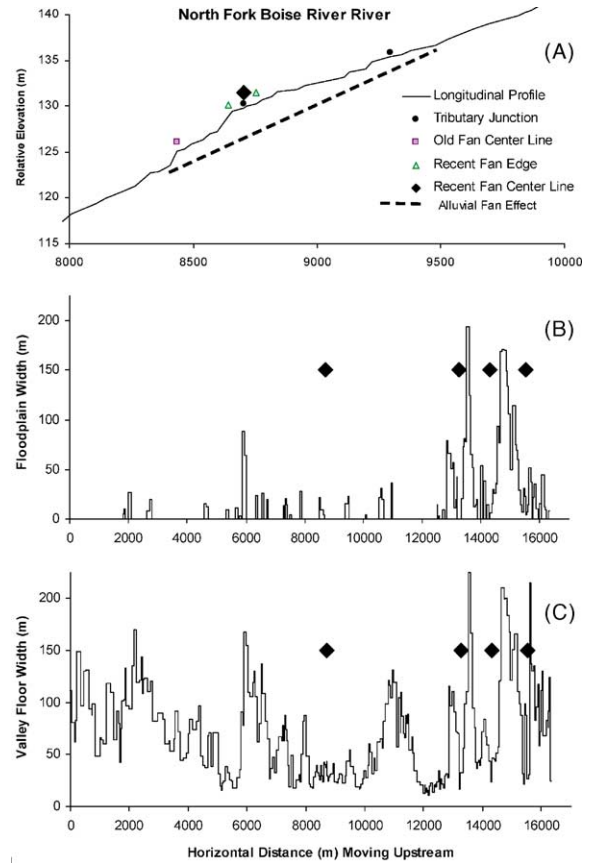 North Fork Boise River River
140
(A)
135
Relative Elevation (m)
130
125
120
115
Longitudinal Profile
Tributary Junction
Old Fan Center Line
Recent Fan Edge
Recent Fan Center Line
Alluvial Fan Effect
8000 8500 9000 9500 10000
(B)
Floodplain Width (m)
200
150
100
50
0
0 2000 4000 6000 8000 10000 12000 14000 16000
(C)
Valley Floor Width (m)
200
150
100
50
0
0 2000 4000 6000 8000 10000 12000 14000 16000
Horizontal Distance (m) Moving Upstream